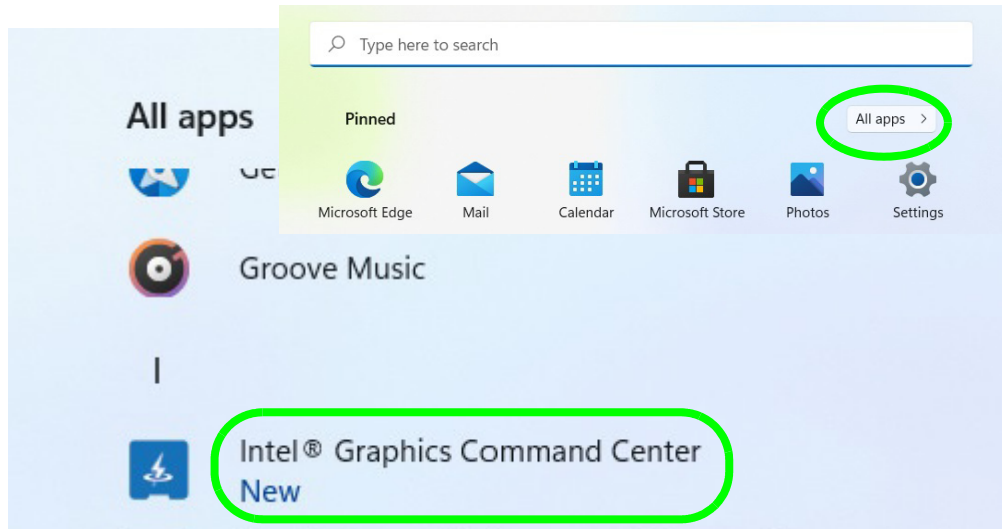 Type here to search
Pinned
All apps >
Microsoft Edge
Mail
Calendar
Microsoft Store
Photos
Settings
All apps
Groove Music
I
Intel® Graphics Command Center
New